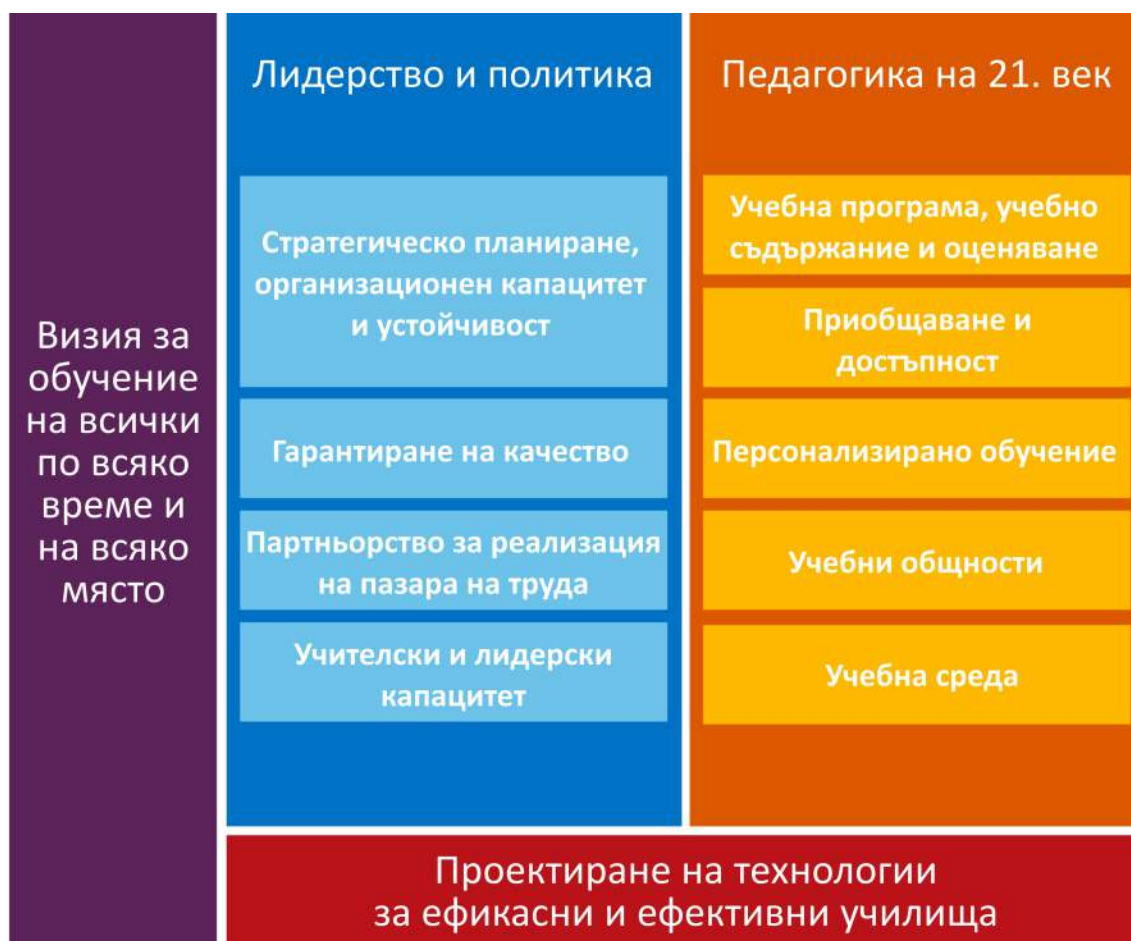 Визия за
обучение
на всички
по всяко
време и
на всяко
място
Лидерство и политика
Стратегическо планиране,
организационен капацитет
и устойчивост
Гарантиране на качество
Партньорство за реализация
на пазара на труда
Учителски и лидерски
капацитет
Педагогика на 21. век
Учебна програма, учебно
съдържание и оценяване
Приобщаване и
достъпност
Персонализирано обучение
Учебни общности
Учебна среда
Проектиране на технологии
за ефикасни и ефективни училища